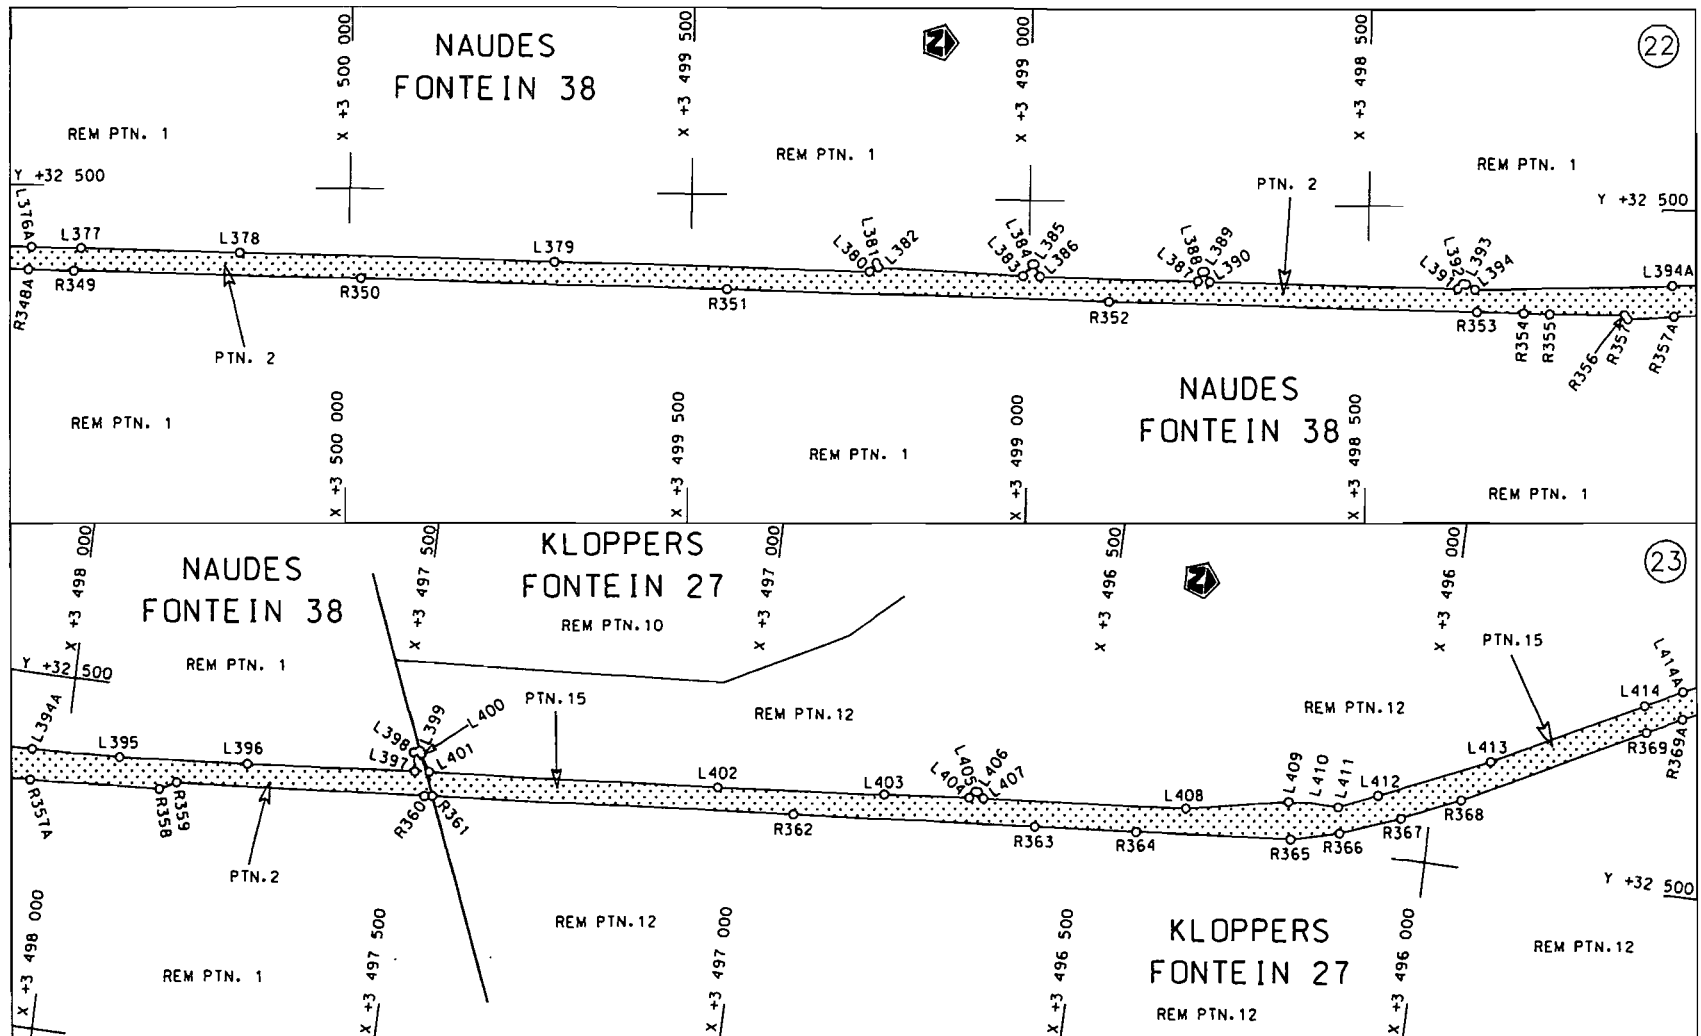 X +3 500 000
NAUDES
FONTEIN 38
X +3 499 500
N
X +3 499 000
X +3 498 500
22
REM PTN. 1
REM PTN. 1
REM PTN. 1
Y +32 500
PTN. 2
Y +32 500
L376A
L377
L378
L379
L380
L381
L382
L383
L384
L385
L386
L387
L388
L389
L390
L391
L392
L393
L394
L394A
R348A
R349
R350
R351
R352
R353
R354
R355
R356
R357
R357A
PTN. 2
NAUDES
FONTEIN 38
REM PTN. 1
X +3 500 000
X +3 499 500
REM PTN. 1
X +3 499 000
X +3 498 500
REM PTN. 1
X +3 498 000
NAUDES
FONTEIN 38
X +3 497 500
KLOPPERS
FONTEIN 27
X +3 497 000
X +3 496 500
N
X +3 496 000
23
REM PTN.10
REM PTN. 1
Y +32 500
PTN.15
PTN.15
REM PTN.12
REM PTN.12
L394A
L395
L396
L397
L398
L399
L400
L401
L402
L403
L404
L405
L406
L407
L408
L409
L410
L411
L412
L413
L414
L414A
R357A
R358
R359
R360
R361
R362
R363
R364
R365
R366
R367
R368
R369
R369A
PTN.2
Y +32 500
X +3 498 000
REM PTN. 1
X +3 497 500
REM PTN.12
X +3 497 000
X +3 496 500
KLOPPERS
FONTEIN 27
REM PTN.12
X +3 496 000
REM PTN.12